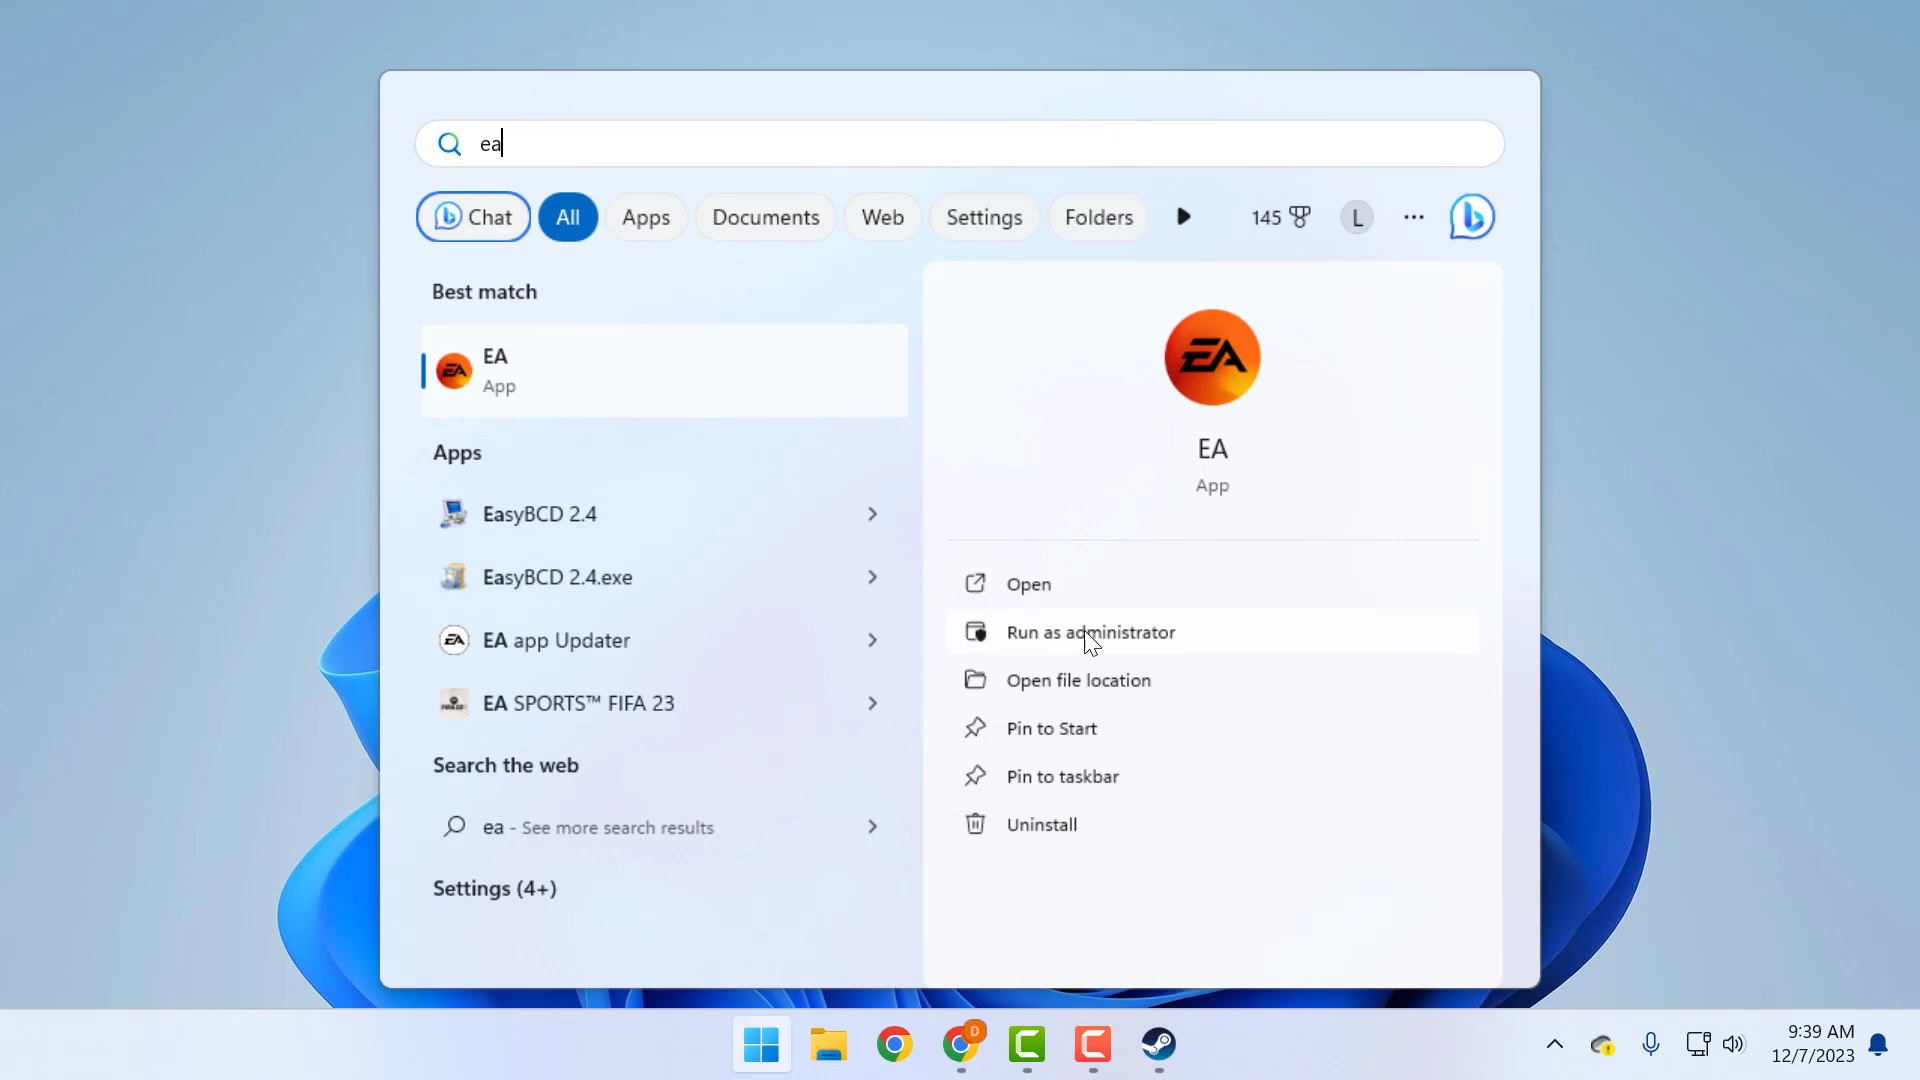 ea
Chat All Apps Documents Web Settings Folders 145 L
Best match
EA
App
Apps
EasyBCD 2.4
EasyBCD 2.4.exe
EA app Updater
EA SPORTS™ FIFA 23
Search the web
ea - See more search results
Settings (4+)
EA
EA
App
Open
Run as administrator
Open file location
Pin to Start
Pin to taskbar
Uninstall
D
9:39 AM
12/7/2023